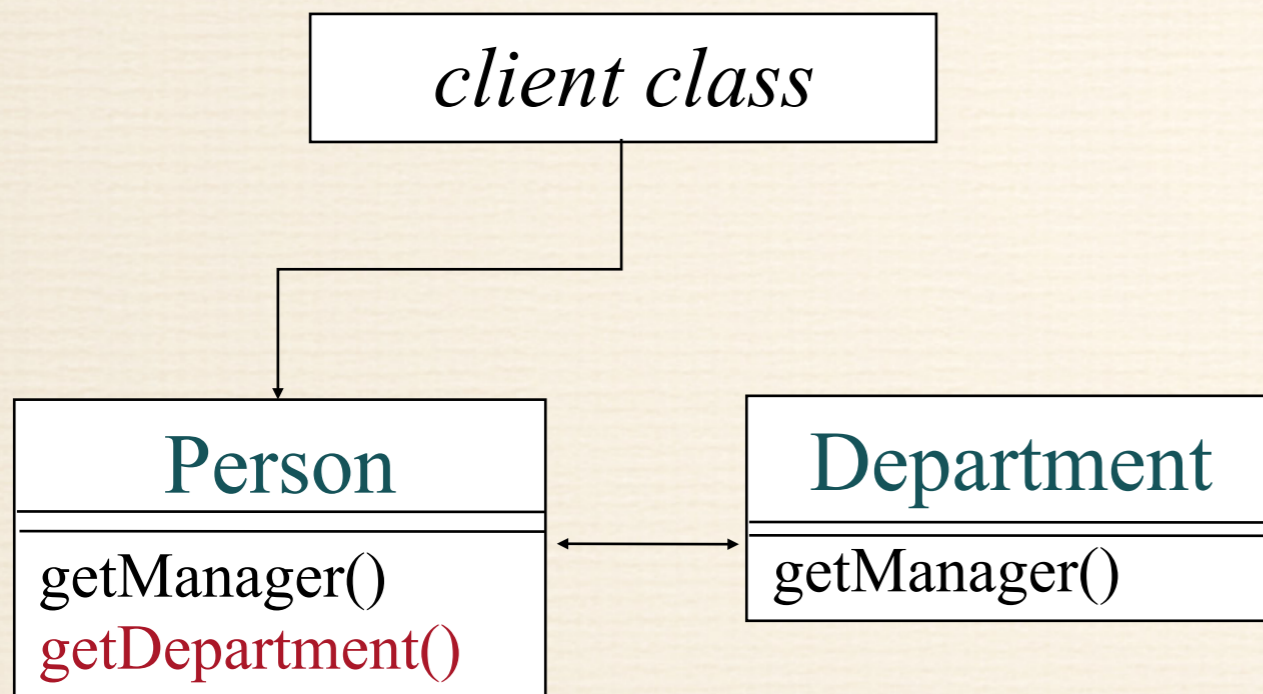 client class
Person
getManager()
getDepartment()
Department
getManager()